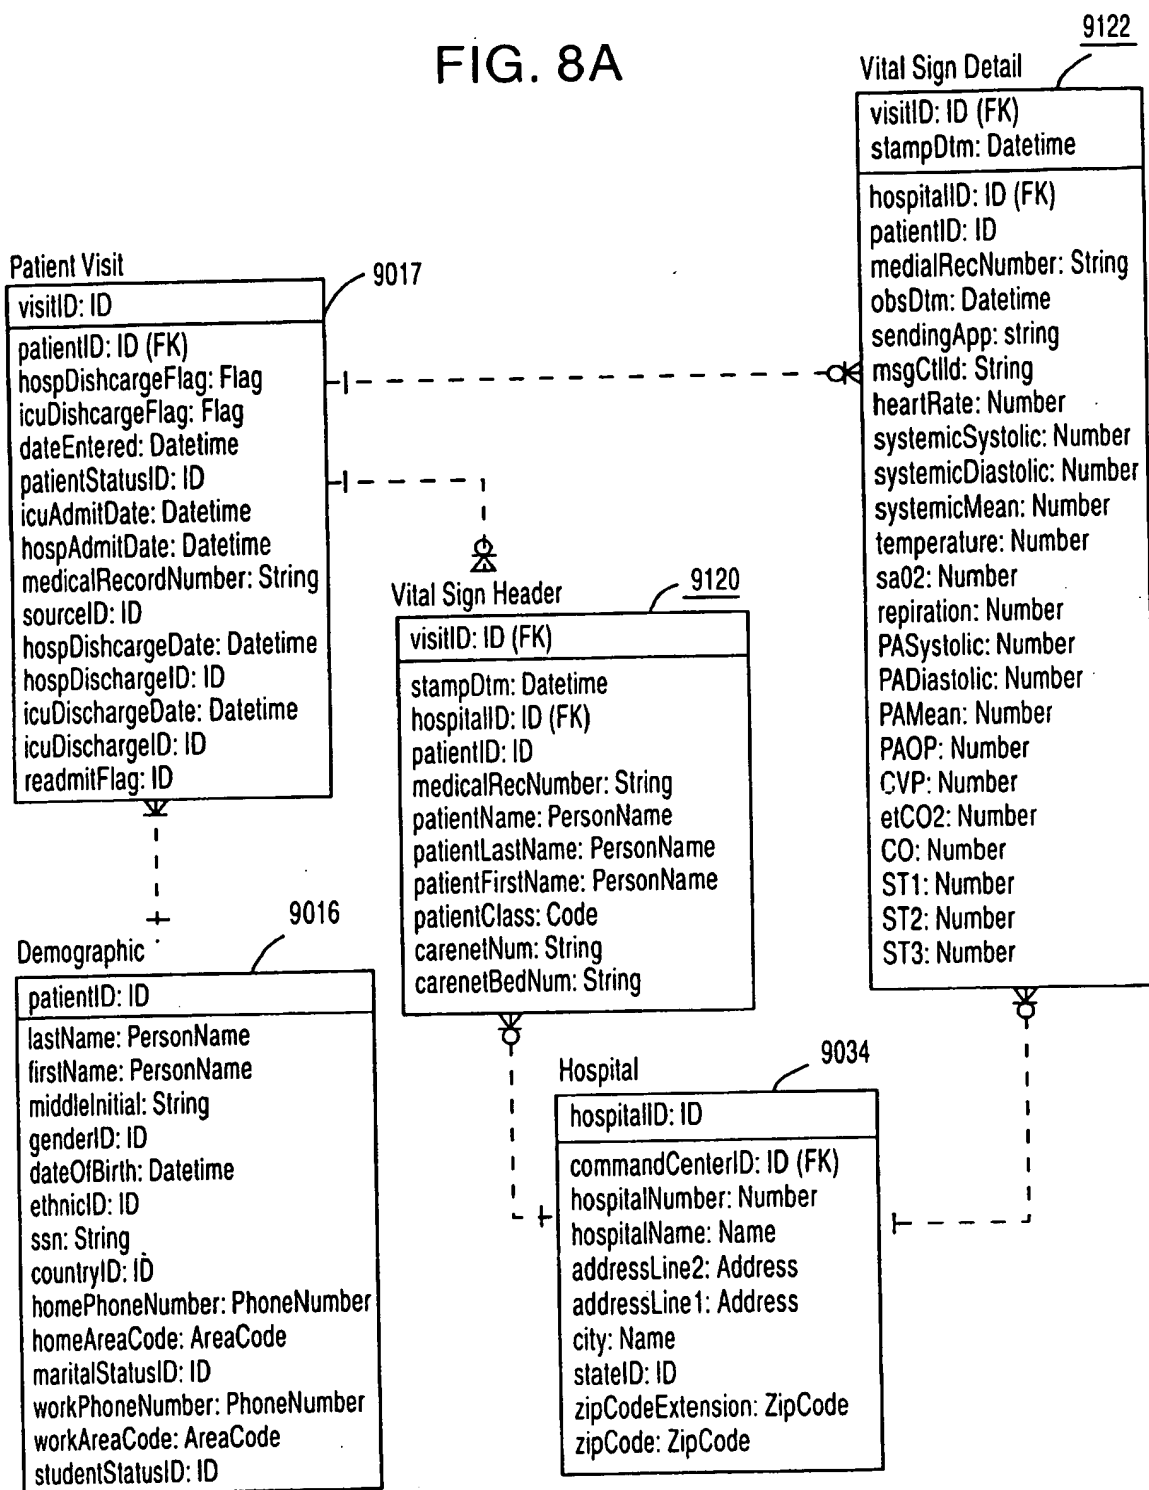 FIG. 8A
9122
Vital Sign Detail
visitID: ID (FK)
stampDtm: Datetime
hospitalID: ID (FK)
patientID: ID
medialRecNumber: String
obsDtm: Datetime
sendingApp: string
msgCtlId: String
heartRate: Number
systemicSystolic: Number
systemicDiastolic: Number
systemicMean: Number
temperature: Number
sa02: Number
repiration: Number
PASystolic: Number
PADiastolic: Number
PAMean: Number
PAOP: Number
CVP: Number
etCO2: Number
CO: Number
ST1: Number
ST2: Number
ST3: Number
Patient Visit
9017
visitID: ID
patientID: ID (FK)
hospDishcargeFlag: Flag
icuDishcargeFlag: Flag
dateEntered: Datetime
patientStatusID: ID
icuAdmitDate: Datetime
hospAdmitDate: Datetime
medicalRecordNumber: String
sourceID: ID
hospDishcargeDate: Datetime
hospDischargeID: ID
icuDischargeDate: Datetime
icuDischargeID: ID
readmitFlag: ID
Vital Sign Header
9120
visitID: ID (FK)
stampDtm: Datetime
hospitalID: ID (FK)
patientID: ID
medicalRecNumber: String
patientName: PersonName
patientLastName: PersonName
patientFirstName: PersonName
patientClass: Code
carenetNum: String
carenetBedNum: String
Demographic
9016
patientID: ID
lastName: PersonName
firstName: PersonName
middleInitial: String
genderID: ID
dateOfBirth: Datetime
ethnicID: ID
ssn: String
countryID: ID
homePhoneNumber: PhoneNumber
homeAreaCode: AreaCode
maritalStatusID: ID
workPhoneNumber: PhoneNumber
workAreaCode: AreaCode
studentStatusID: ID
Hospital
9034
hospitalID: ID
commandCenterID: ID (FK)
hospitalNumber: Number
hospitalName: Name
addressLine2: Address
addressLine1: Address
city: Name
stateID: ID
zipCodeExtension: ZipCode
zipCode: ZipCode